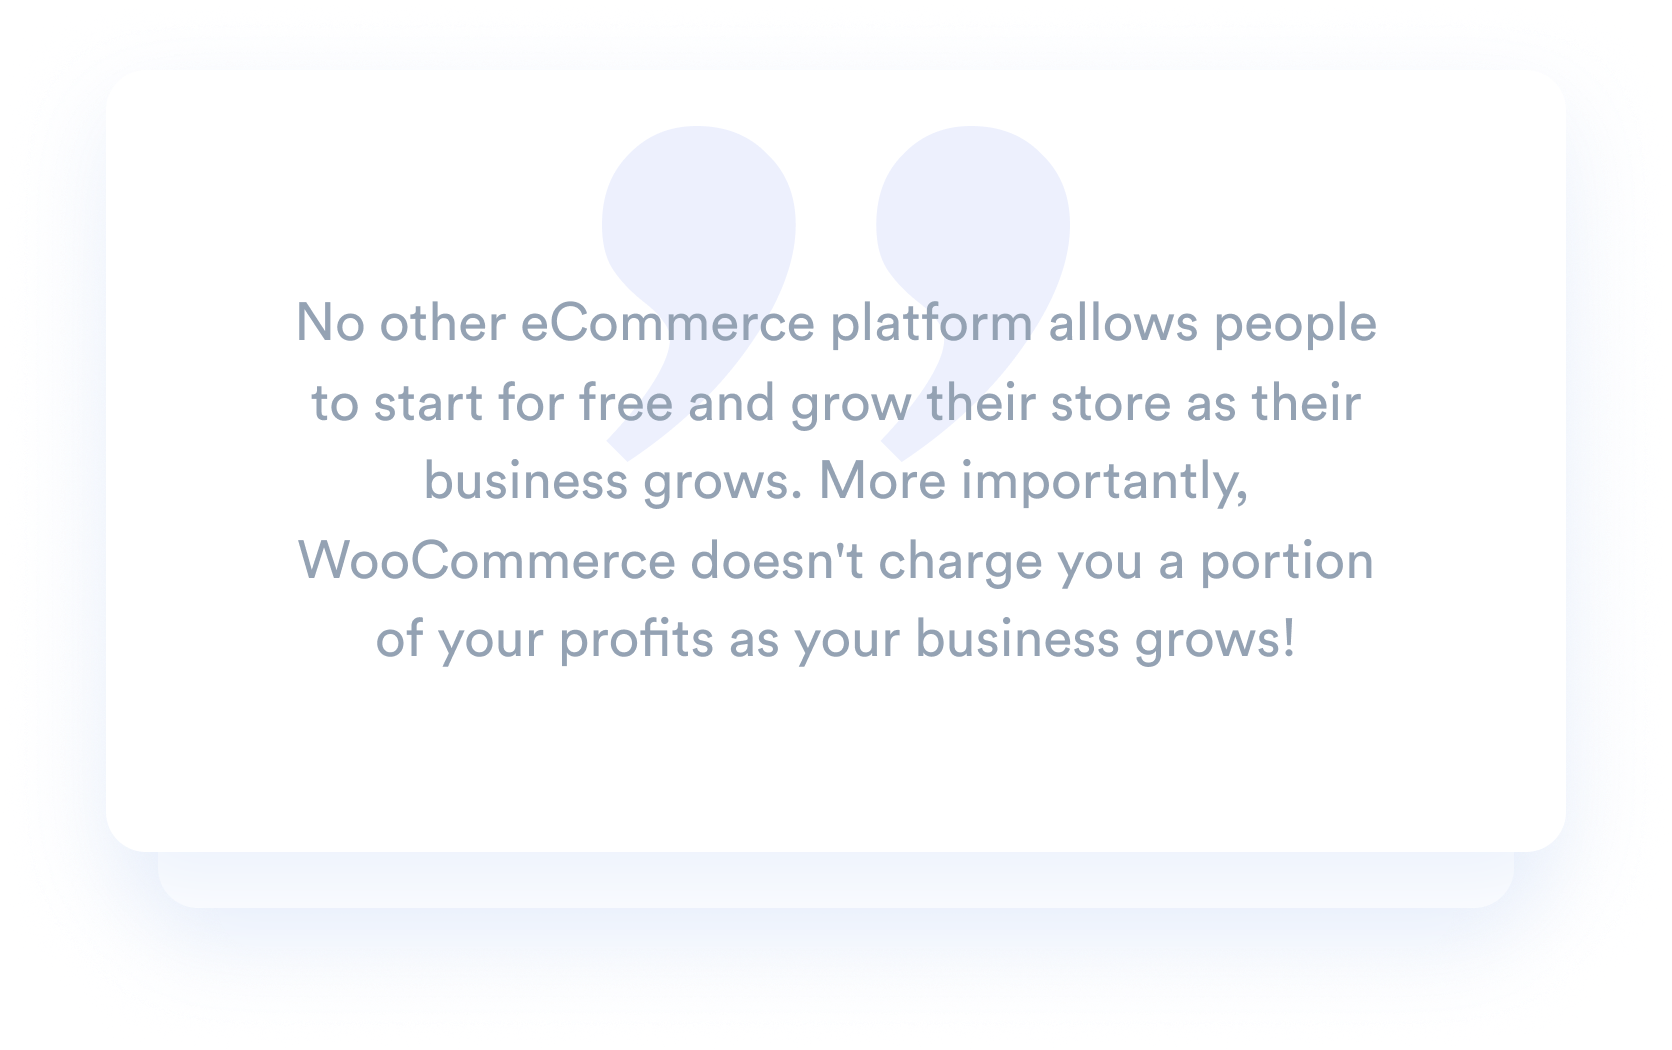 No other eCommerce platform allows people
to start for free and grow their store as their
business grows. More importantly,
WooCommerce doesn't charge you a portion
of your profits as your business grows!